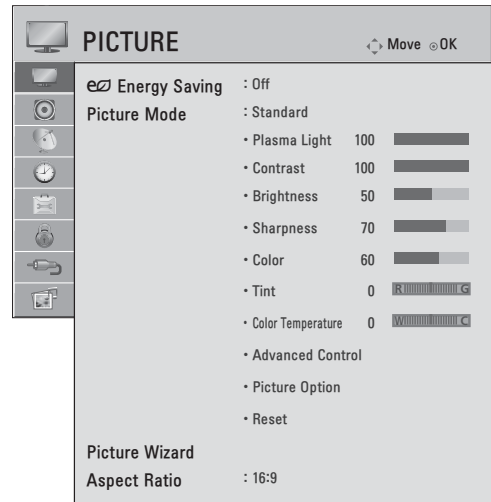 PICTURE Move OK
Energy Saving : Off
Picture Mode : Standard
• Plasma Light 100
• Contrast 100
• Brightness 50
• Sharpness 70
• Color 60
• Tint 0 R G
• Color Temperature 0 W C
• Advanced Control
• Picture Option
• Reset
Picture Wizard
Aspect Ratio : 16:9